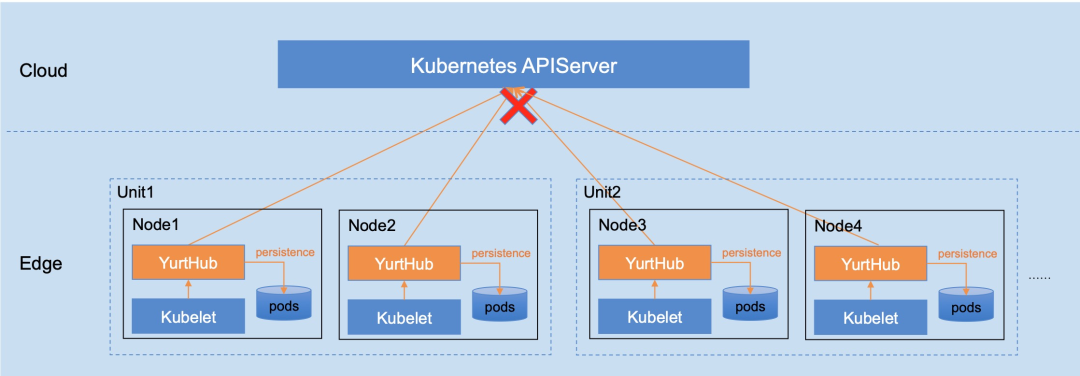 Cloud
Kubernetes APIServer
Edge
Unit1
Node1
YurtHub
persistence
Kubelet
pods
Node2
YurtHub
persistence
Kubelet
pods
Unit2
Node3
YurtHub
persistence
Kubelet
pods
Node4
YurtHub
persistence
Kubelet
pods
......